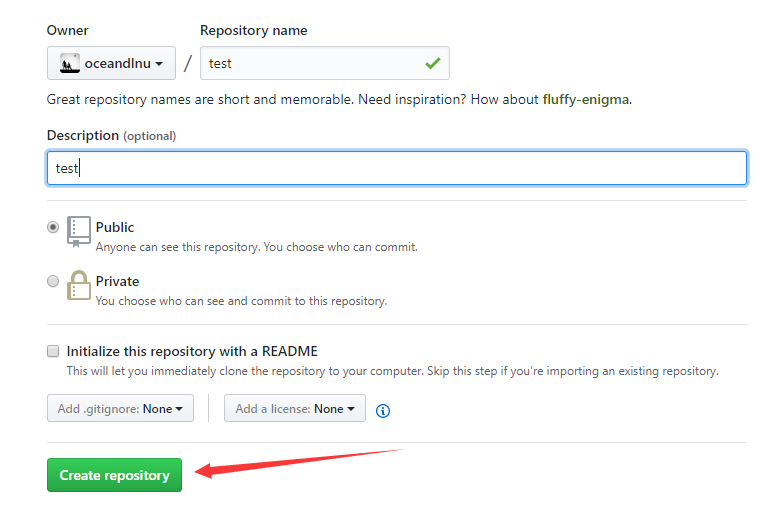 Owner Repository name
oceandlnu / test
Great repository names are short and memorable. Need inspiration? How about fluffy-enigma.
Description (optional)
test
Public
Anyone can see this repository. You choose who can commit.
Private
You choose who can see and commit to this repository.
Initialize this repository with a README
This will let you immediately clone the repository to your computer. Skip this step if you’re importing an existing repository.
Add .gitignore: None Add a license: None
Create repository